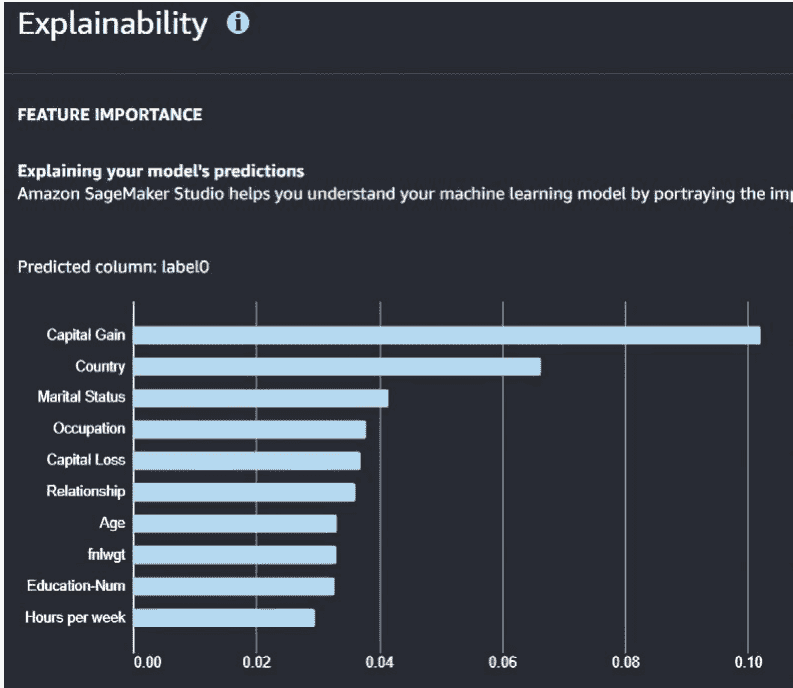 Explainability i
FEATURE IMPORTANCE
Explaining your model's predictions
Amazon SageMaker Studio helps you understand your machine learning model by portraying the
Predicted column: label0
Capital Gain
Country
Marital Status
Occupation
Capital Loss
Relationship
Age
fnlwgt
Education-Num
Hours per week
0.00 0.02 0.04 0.06 0.08 0.10